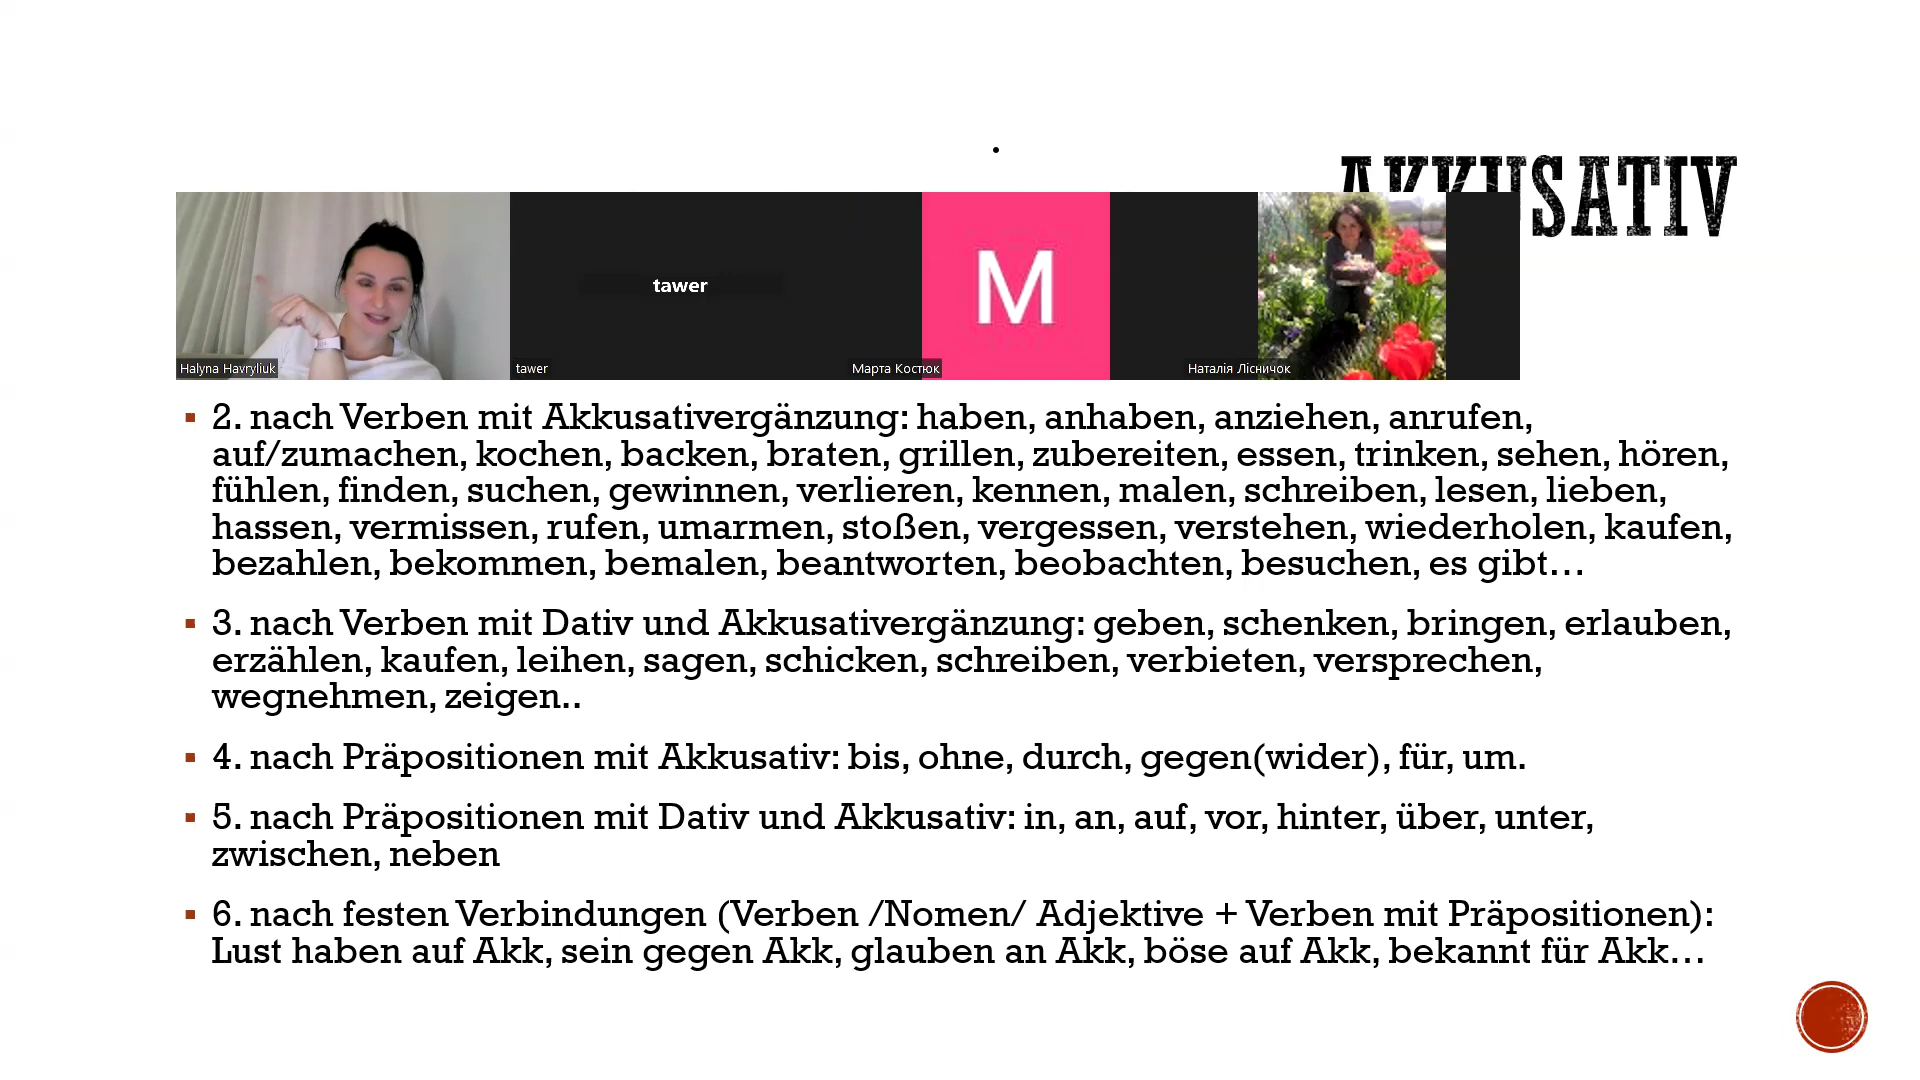 .
AKKUSATIV
tawer
M
Halyna Havryliuk
tawer
Марта Костюк
Наталія Лісничок
2. nach Verben mit Akkusativergänzung: haben, anhaben, anziehen, anrufen,
auf/zumachen, kochen, backen, braten, grillen, zubereiten, essen, trinken, sehen, hören,
fühlen, finden, suchen, gewinnen, verlieren, kennen, malen, schreiben, lesen, lieben,
hassen, vermissen, rufen, umarmen, stoßen, vergessen, verstehen, wiederholen, kaufen,
bezahlen, bekommen, bemalen, beantworten, beobachten, besuchen, es gibt…
3. nach Verben mit Dativ und Akkusativergänzung: geben, schenken, bringen, erlauben,
erzählen, kaufen, leihen, sagen, schicken, schreiben, verbieten, versprechen,
wegnehmen, zeigen..
4. nach Präpositionen mit Akkusativ: bis, ohne, durch, gegen(wider), für, um.
5. nach Präpositionen mit Dativ und Akkusativ: in, an, auf, vor, hinter, über, unter,
zwischen, neben
6. nach festen Verbindungen (Verben /Nomen/ Adjektive + Verben mit Präpositionen):
Lust haben auf Akk, sein gegen Akk, glauben an Akk, böse auf Akk, bekannt für Akk…